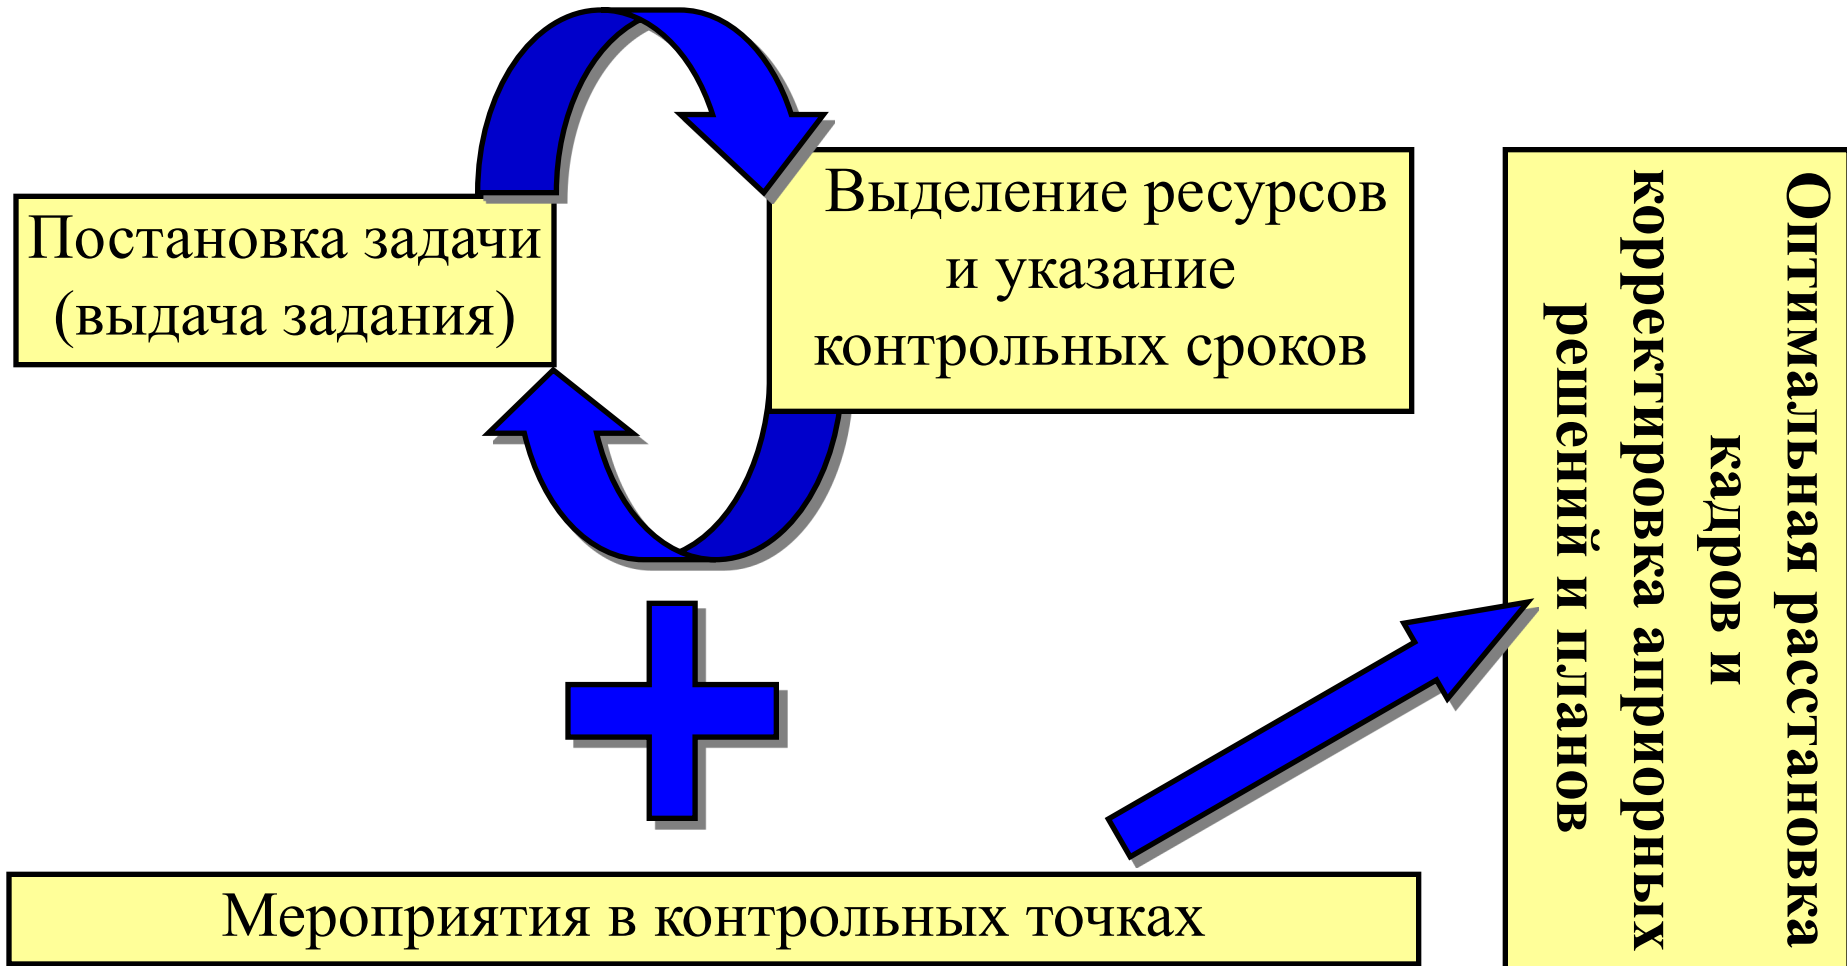 Постановка задачи
(выдача задания)
Выделение ресурсов
и указание
контрольных сроков
Мероприятия в контрольных точках
Оптимальная расстановка
кадров и
корректировка априорных
решений и планов